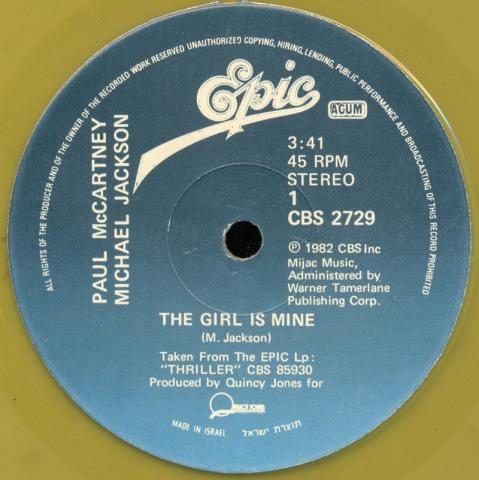 ALL RIGHTS OF THE PRODUCER AND OF THE OWNER OF THE RECORDED WORK RESERVED UNAUTHORIZED COPYING, HIRING, LENDING, PUBLIC PERFORMANCE AND BROADCASTING OF THIS RECORD PROHIBITED
Epic
ACUM
PAUL McCARTNEY
MICHAEL JACKSON
3:41
45 RPM
STEREO
1
CBS 2729
℗ 1982 CBS Inc
Mijac Music,
Administered by
Warner Tamerlane
Publishing Corp.
THE GIRL IS MINE
(M. Jackson)
Taken From The EPIC Lp:
"THRILLER" CBS 85930
Produced by Quincy Jones for
QUINCY JONES
MADE IN ISRAEL תוצרת ישראל